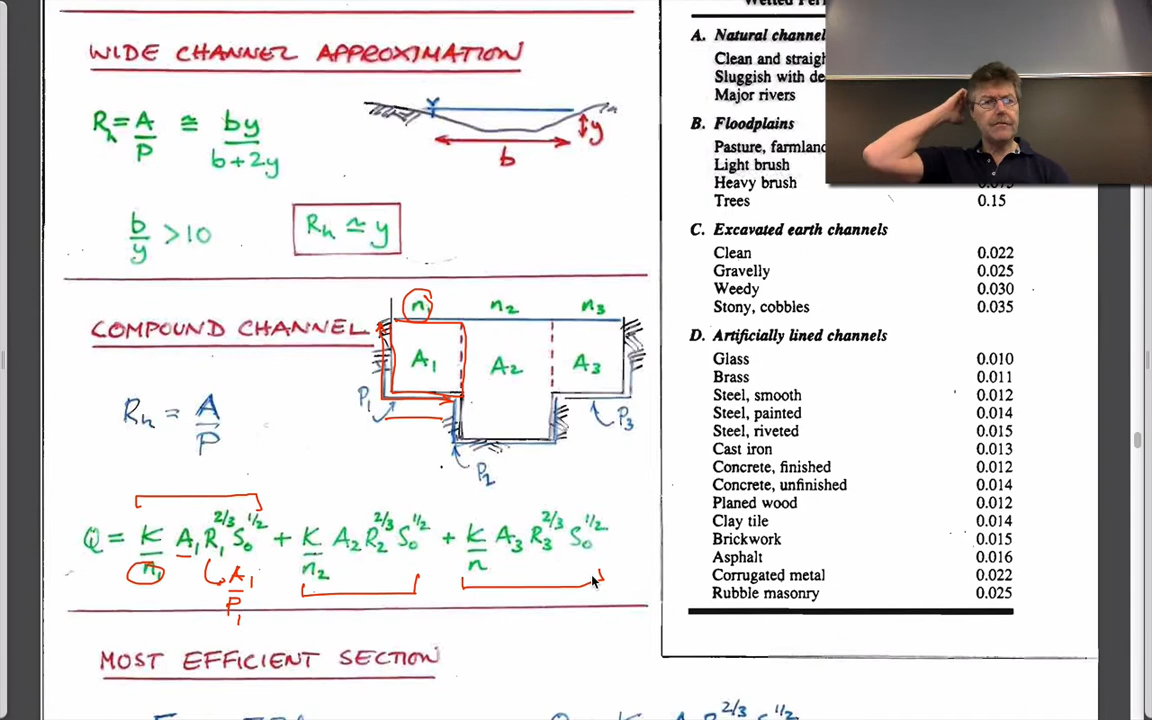 WIDE CHANNEL APPROXIMATION
Rh = A/P ≅ by/(b+2y)
y
b
b/y > 10
Rh ≅ y
COMPOUND CHANNEL
n1 n2 n3
A1 A2 A3
P1
P2
P3
Rh = A/P
Q = K/n1 A1 R1^2/3 S0^1/2 + K/n2 A2 R2^2/3 S0^1/2 + K/n A3 R3^2/3 S0^1/2
A1/P1
MOST EFFICIENT SECTION
A. Natural channel
Clean and straigh
Sluggish with de
Major rivers
B. Floodplains
Pasture, farmland
Light brush
Heavy brush 0.075
Trees 0.15
C. Excavated earth channels
Clean 0.022
Gravelly 0.025
Weedy 0.030
Stony, cobbles 0.035
D. Artificially lined channels
Glass 0.010
Brass 0.011
Steel, smooth 0.012
Steel, painted 0.014
Steel, riveted 0.015
Cast iron 0.013
Concrete, finished 0.012
Concrete, unfinished 0.014
Planed wood 0.012
Clay tile 0.014
Brickwork 0.015
Asphalt 0.016
Corrugated metal 0.022
Rubble masonry 0.025